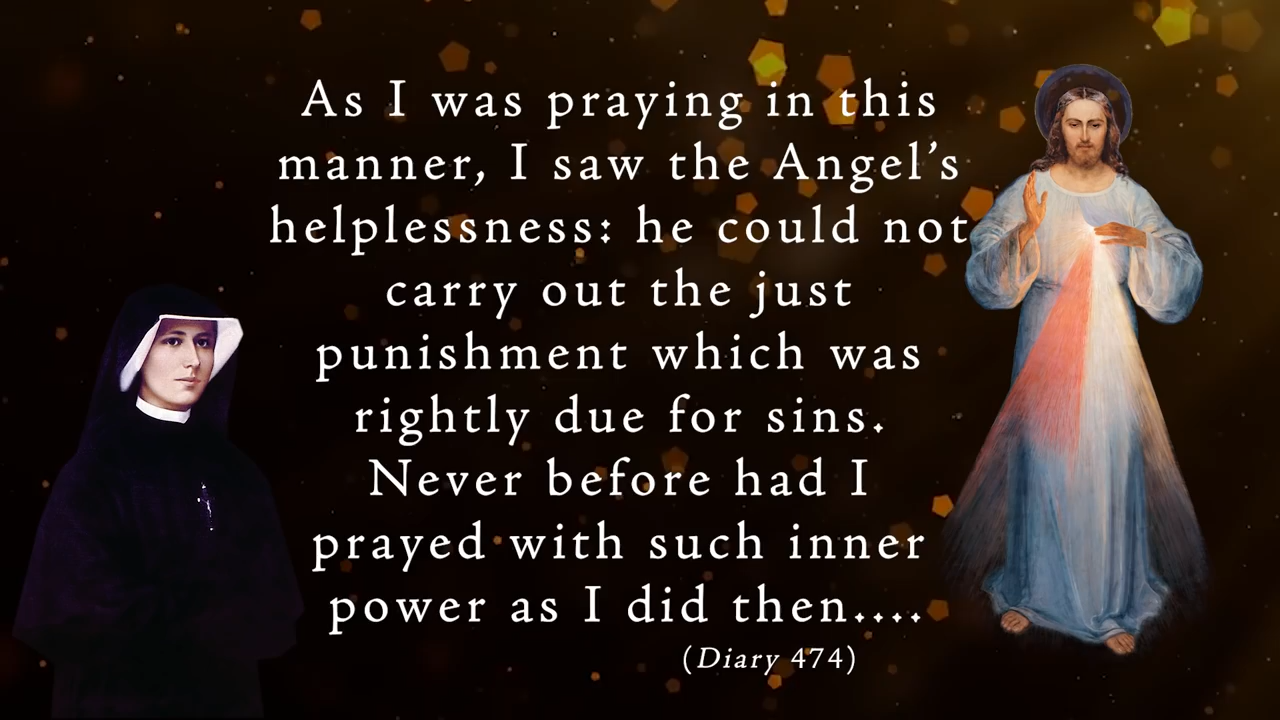 As I was praying in this
manner, I saw the Angel’s
helplessness: he could not
carry out the just
punishment which was
rightly due for sins.
Never before had I
prayed with such inner
power as I did then....
(Diary 474)